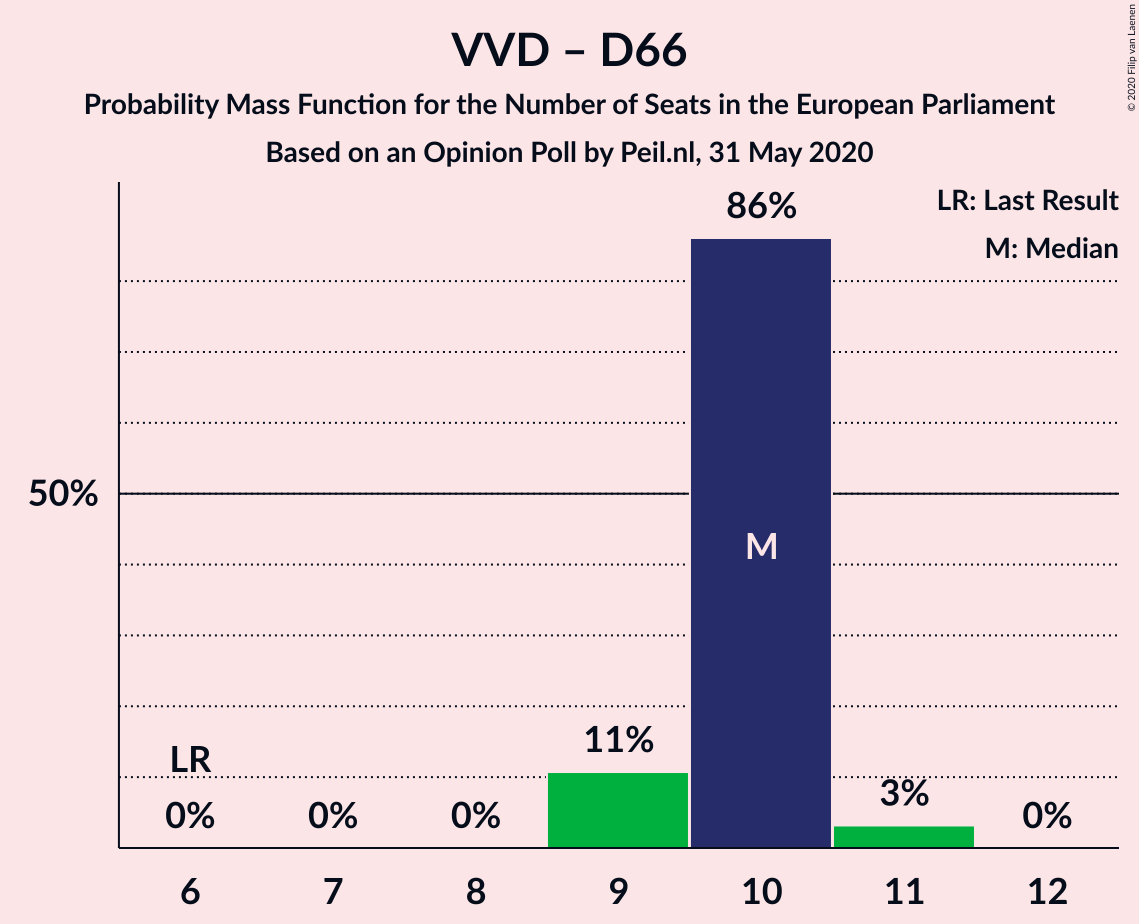 VVD – D66
Probability Mass Function for the Number of Seats in the European Parliament
Based on an Opinion Poll by Peil.nl, 31 May 2020
© 2020 Filip van Laenen
LR: Last Result
M: Median
86%
50%
M
11%
LR
3%
0%
0%
0%
0%
6
7
8
9
10
11
12